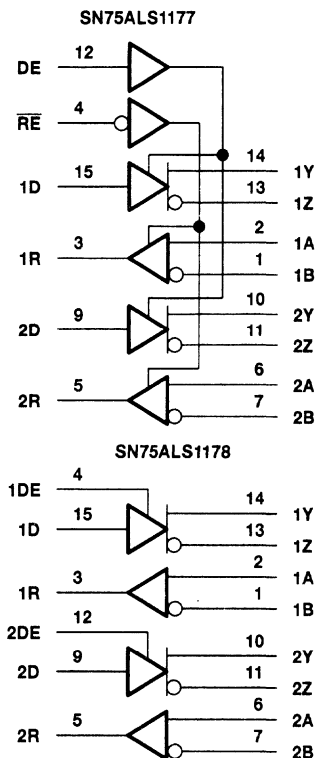 SN75ALS1177
DE 12
R̅E̅ 4
14 1Y
1D 15
13 1Z
2 1A
1R 3
1 1B
10 2Y
2D 9
11 2Z
6 2A
2R 5
7 2B
SN75ALS1178
1DE 4
14 1Y
1D 15
13 1Z
2 1A
1R 3
1 1B
2DE 12
10 2Y
2D 9
11 2Z
6 2A
2R 5
7 2B